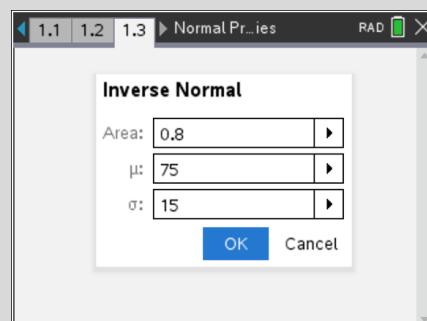 1.1 1.2 1.3 Normal Pr...ies RAD
Inverse Normal
Area: 0.8
μ: 75
σ: 15
OK Cancel